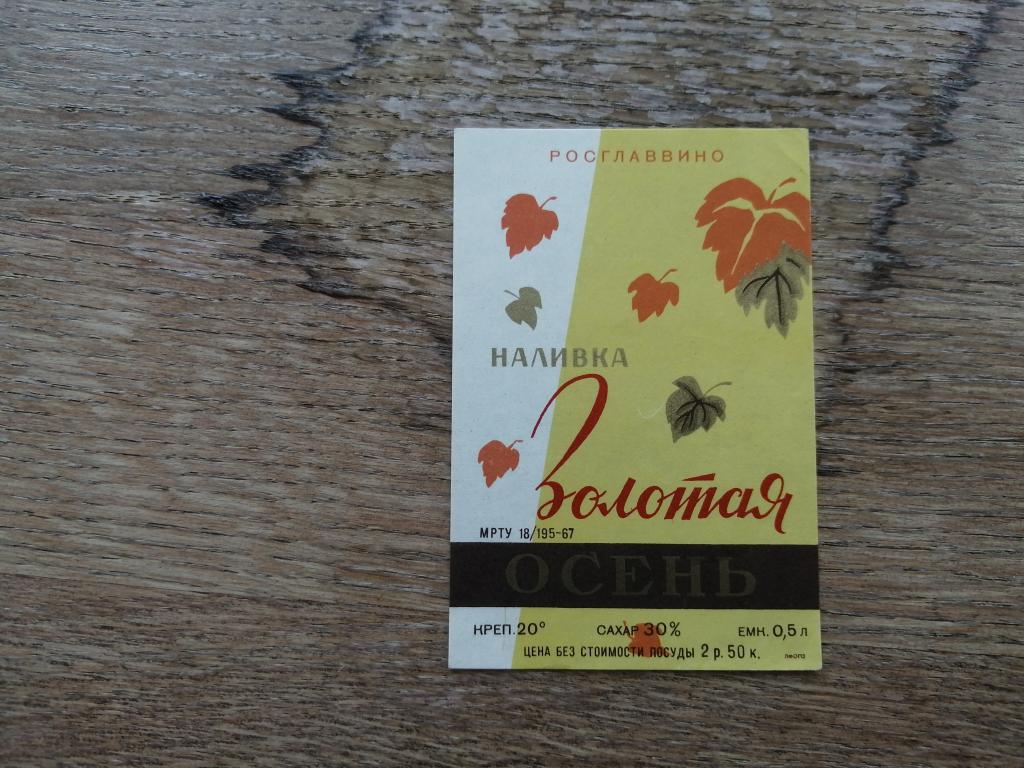 РОСГЛАВВИНО
НАЛИВКА
Золотая
МРТУ 18/195-67
ОСЕНЬ
КРЕП. 20° САХАР 30% ЕМК. 0,5 л
ЦЕНА БЕЗ СТОИМОСТИ ПОСУДЫ 2 р. 50 к.